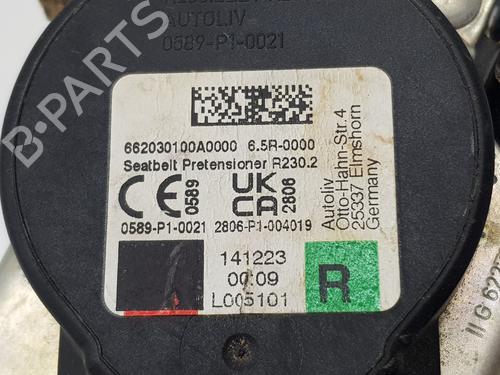 AUTOLIV
0589-P1-0021
B-PARTS
662030100A0000 6.5R-0000
Seatbelt Pretensioner R230.2
CE 0589
UK CA 2806
0589-P1-0021 2806-P1-004019
Autoliv
Otto-Hahn-Str.4
25337 Elmshorn
Germany
141223
00:09
L005101
R